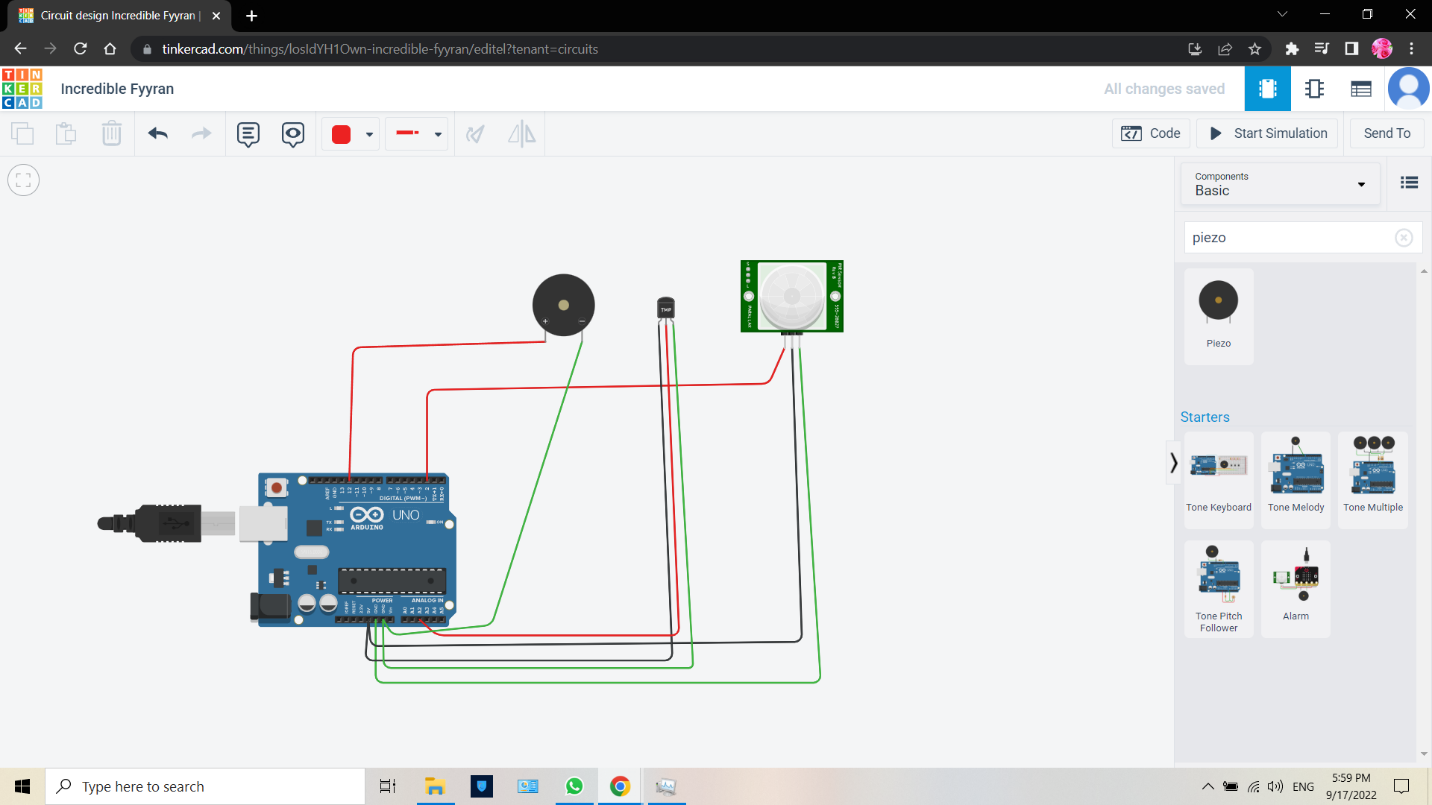 Circuit design Incredible Fyyran |
tinkercad.com/things/losIdYH1Own-incredible-fyyran/editel?tenant=circuits
TIN
KER
CAD
Incredible Fyyran
All changes saved
Code
Start Simulation
Send To
Components
Basic
piezo
Piezo
Starters
Tone Keyboard
Tone Melody
Tone Multiple
Tone Pitch
Follower
Alarm
TMP
DIGITAL (PWM~)
L
TX
RX
UNO
ARDUINO
ON
POWER
ANALOG IN
Type here to search
ENG
5:59 PM
9/17/2022